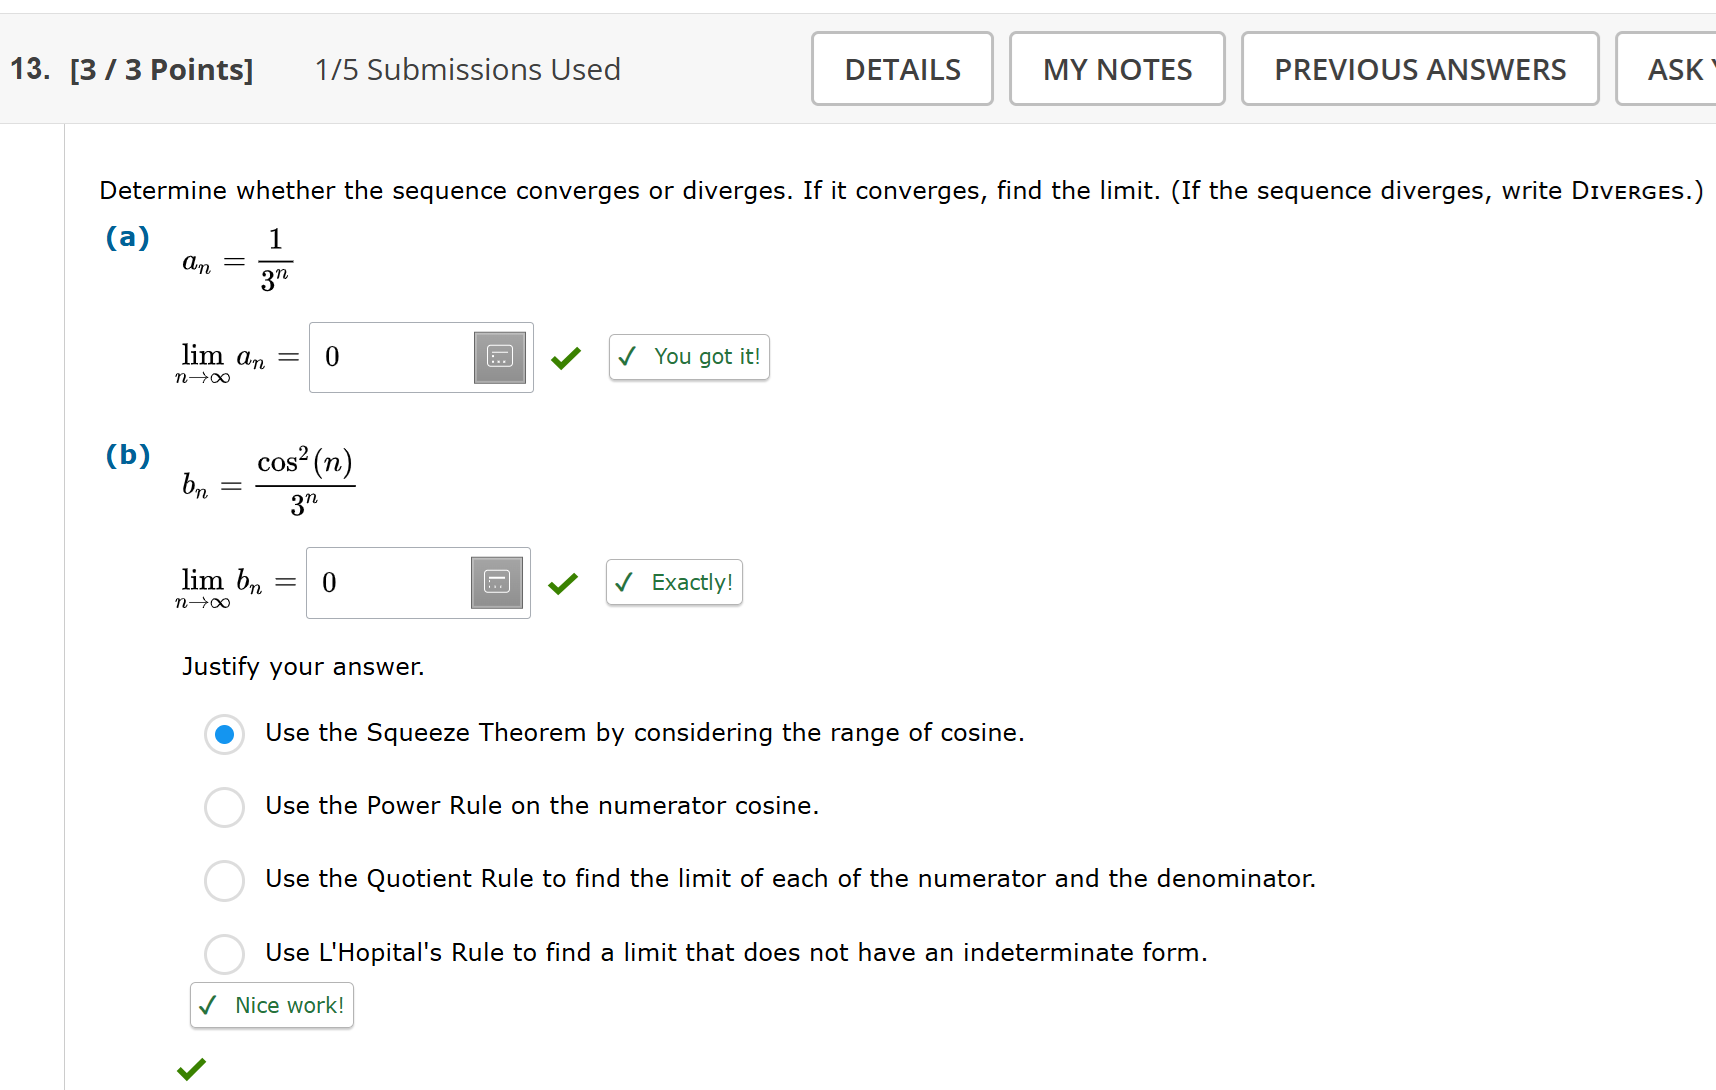 13. [3 / 3 Points] 1/5 Submissions Used DETAILS MY NOTES PREVIOUS ANSWERS ASK
Determine whether the sequence converges or diverges. If it converges, find the limit. (If the sequence diverges, write DIVERGES.)
(a) aₙ = 1/3ⁿ
lim n→∞ aₙ = 0 ✓ You got it!
(b) bₙ = cos²(n)/3ⁿ
lim n→∞ bₙ = 0 ✓ Exactly!
Justify your answer.
Use the Squeeze Theorem by considering the range of cosine.
Use the Power Rule on the numerator cosine.
Use the Quotient Rule to find the limit of each of the numerator and the denominator.
Use L'Hopital's Rule to find a limit that does not have an indeterminate form.
✓ Nice work!